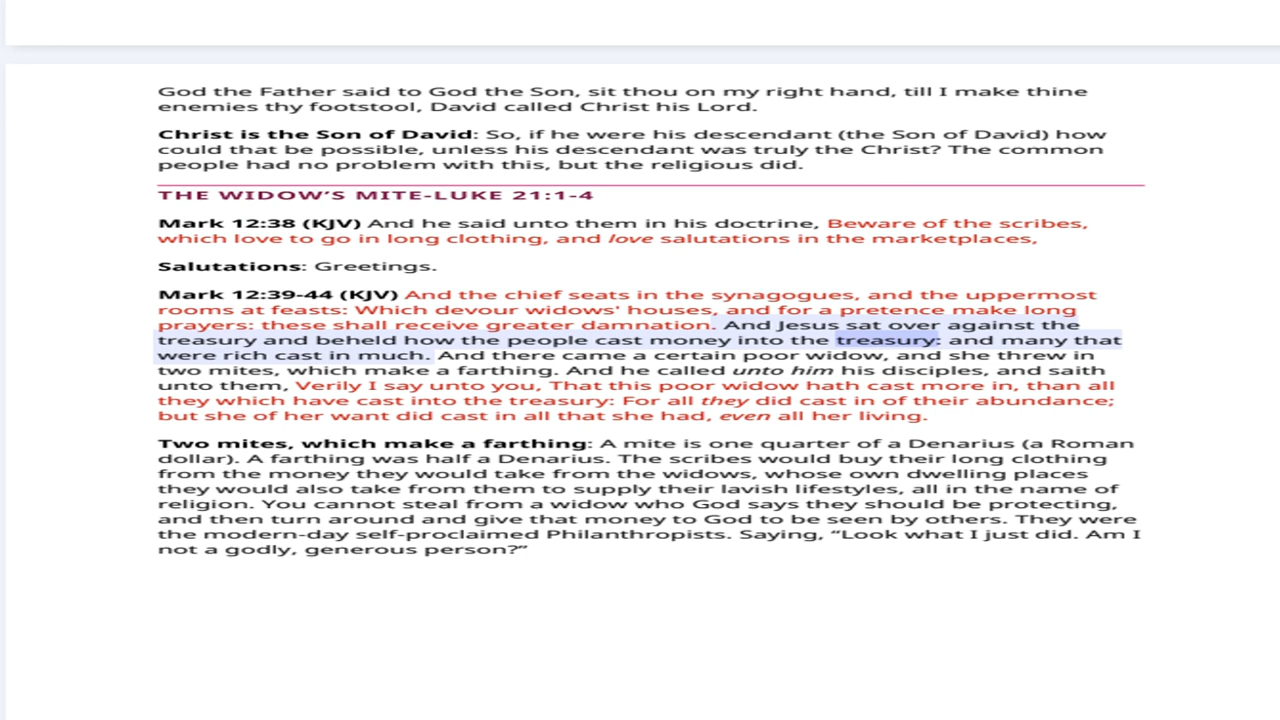 God the Father said to God the Son, sit thou on my right hand, till I make thine
enemies thy footstool, David called Christ his Lord.
Christ is the Son of David: So, if he were his descendant (the Son of David) how
could that be possible, unless his descendant was truly the Christ? The common
people had no problem with this, but the religious did.
THE WIDOW'S MITE-LUKE 21:1-4
Mark 12:38 (KJV) And he said unto them in his doctrine, Beware of the scribes,
which love to go in long clothing, and love salutations in the marketplaces,
Salutations: Greetings.
Mark 12:39-44 (KJV) And the chief seats in the synagogues, and the uppermost
rooms at feasts: Which devour widows' houses, and for a pretence make long
prayers: these shall receive greater damnation. And Jesus sat over against the
treasury and beheld how the people cast money into the treasury: and many that
were rich cast in much. And there came a certain poor widow, and she threw in
two mites, which make a farthing. And he called unto him his disciples, and saith
unto them, Verily I say unto you, That this poor widow hath cast more in, than all
they which have cast into the treasury: For all they did cast in of their abundance;
but she of her want did cast in all that she had, even all her living.
Two mites, which make a farthing: A mite is one quarter of a Denarius (a Roman
dollar). A farthing was half a Denarius. The scribes would buy their long clothing
from the money they would take from the widows, whose own dwelling places
they would also take from them to supply their lavish lifestyles, all in the name of
religion. You cannot steal from a widow who God says they should be protecting,
and then turn around and give that money to God to be seen by others. They were
the modern-day self-proclaimed Philanthropists. Saying, “Look what I just did. Am I
not a godly, generous person?”